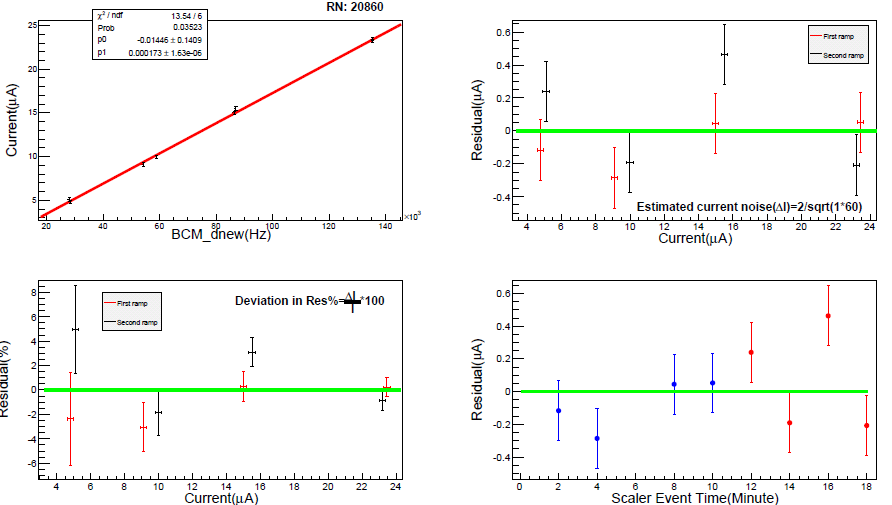 RN: 20860
χ² / ndf 13.54 / 6
Prob 0.03523
p0 -0.01446 ± 0.1409
p1 0.000173 ± 1.63e-06
25
20
15
10
5
20 40 60 80 100 120 140
×10³
Current(μA)
BCM_dnew(Hz)
First ramp
Second ramp
0.6
0.4
0.2
0
-0.2
-0.4
Residual(μA)
Estimated current noise(ΔI)=2/sqrt(1*60)
4 6 8 10 12 14 16 18 20 22 24
Current(μA)
First ramp
Second ramp
Deviation in Res%=ΔI/I*100
8
6
4
2
0
-2
-4
-6
Residual(%)
4 6 8 10 12 14 16 18 20 22 24
Current(μA)
0.6
0.4
0.2
0
-0.2
-0.4
Residual(μA)
0 2 4 6 8 10 12 14 16 18
Scaler Event Time(Minute)